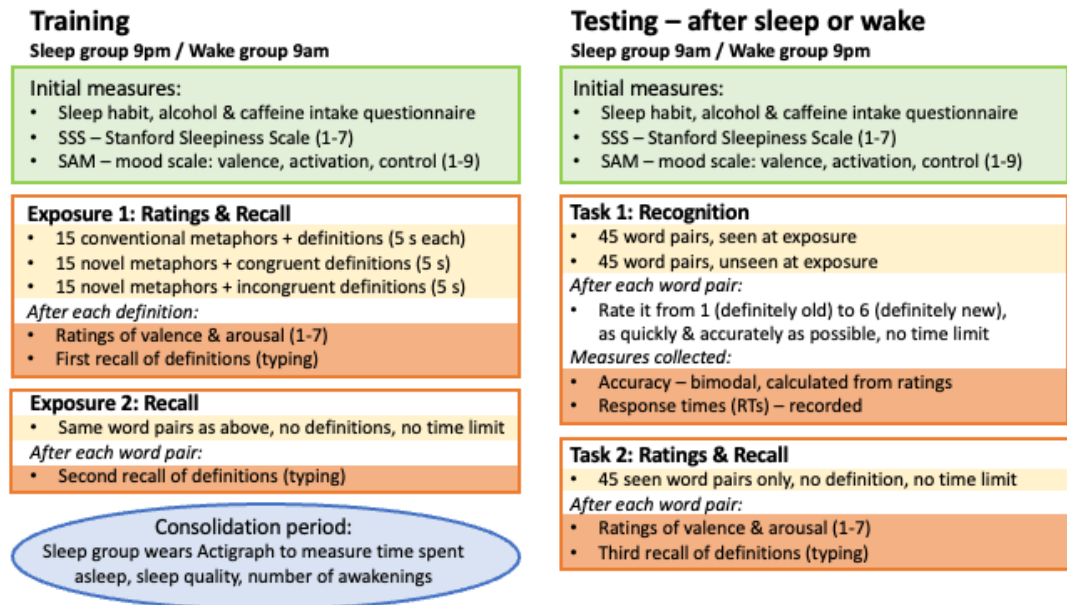 Training
Sleep group 9pm / Wake group 9am
Initial measures:
• Sleep habit, alcohol & caffeine intake questionnaire
• SSS – Stanford Sleepiness Scale (1-7)
• SAM – mood scale: valence, activation, control (1-9)
Exposure 1: Ratings & Recall
• 15 conventional metaphors + definitions (5 s each)
• 15 novel metaphors + congruent definitions (5 s)
• 15 novel metaphors + incongruent definitions (5 s)
After each definition:
• Ratings of valence & arousal (1-7)
• First recall of definitions (typing)
Exposure 2: Recall
• Same word pairs as above, no definitions, no time limit
After each word pair:
• Second recall of definitions (typing)
Consolidation period:
Sleep group wears Actigraph to measure time spent
asleep, sleep quality, number of awakenings
Testing – after sleep or wake
Sleep group 9am / Wake group 9pm
Initial measures:
• Sleep habit, alcohol & caffeine intake questionnaire
• SSS – Stanford Sleepiness Scale (1-7)
• SAM – mood scale: valence, activation, control (1-9)
Task 1: Recognition
• 45 word pairs, seen at exposure
• 45 word pairs, unseen at exposure
After each word pair:
• Rate it from 1 (definitely old) to 6 (definitely new),
as quickly & accurately as possible, no time limit
Measures collected:
• Accuracy – bimodal, calculated from ratings
• Response times (RTs) – recorded
Task 2: Ratings & Recall
• 45 seen word pairs only, no definition, no time limit
After each word pair:
• Ratings of valence & arousal (1-7)
• Third recall of definitions (typing)